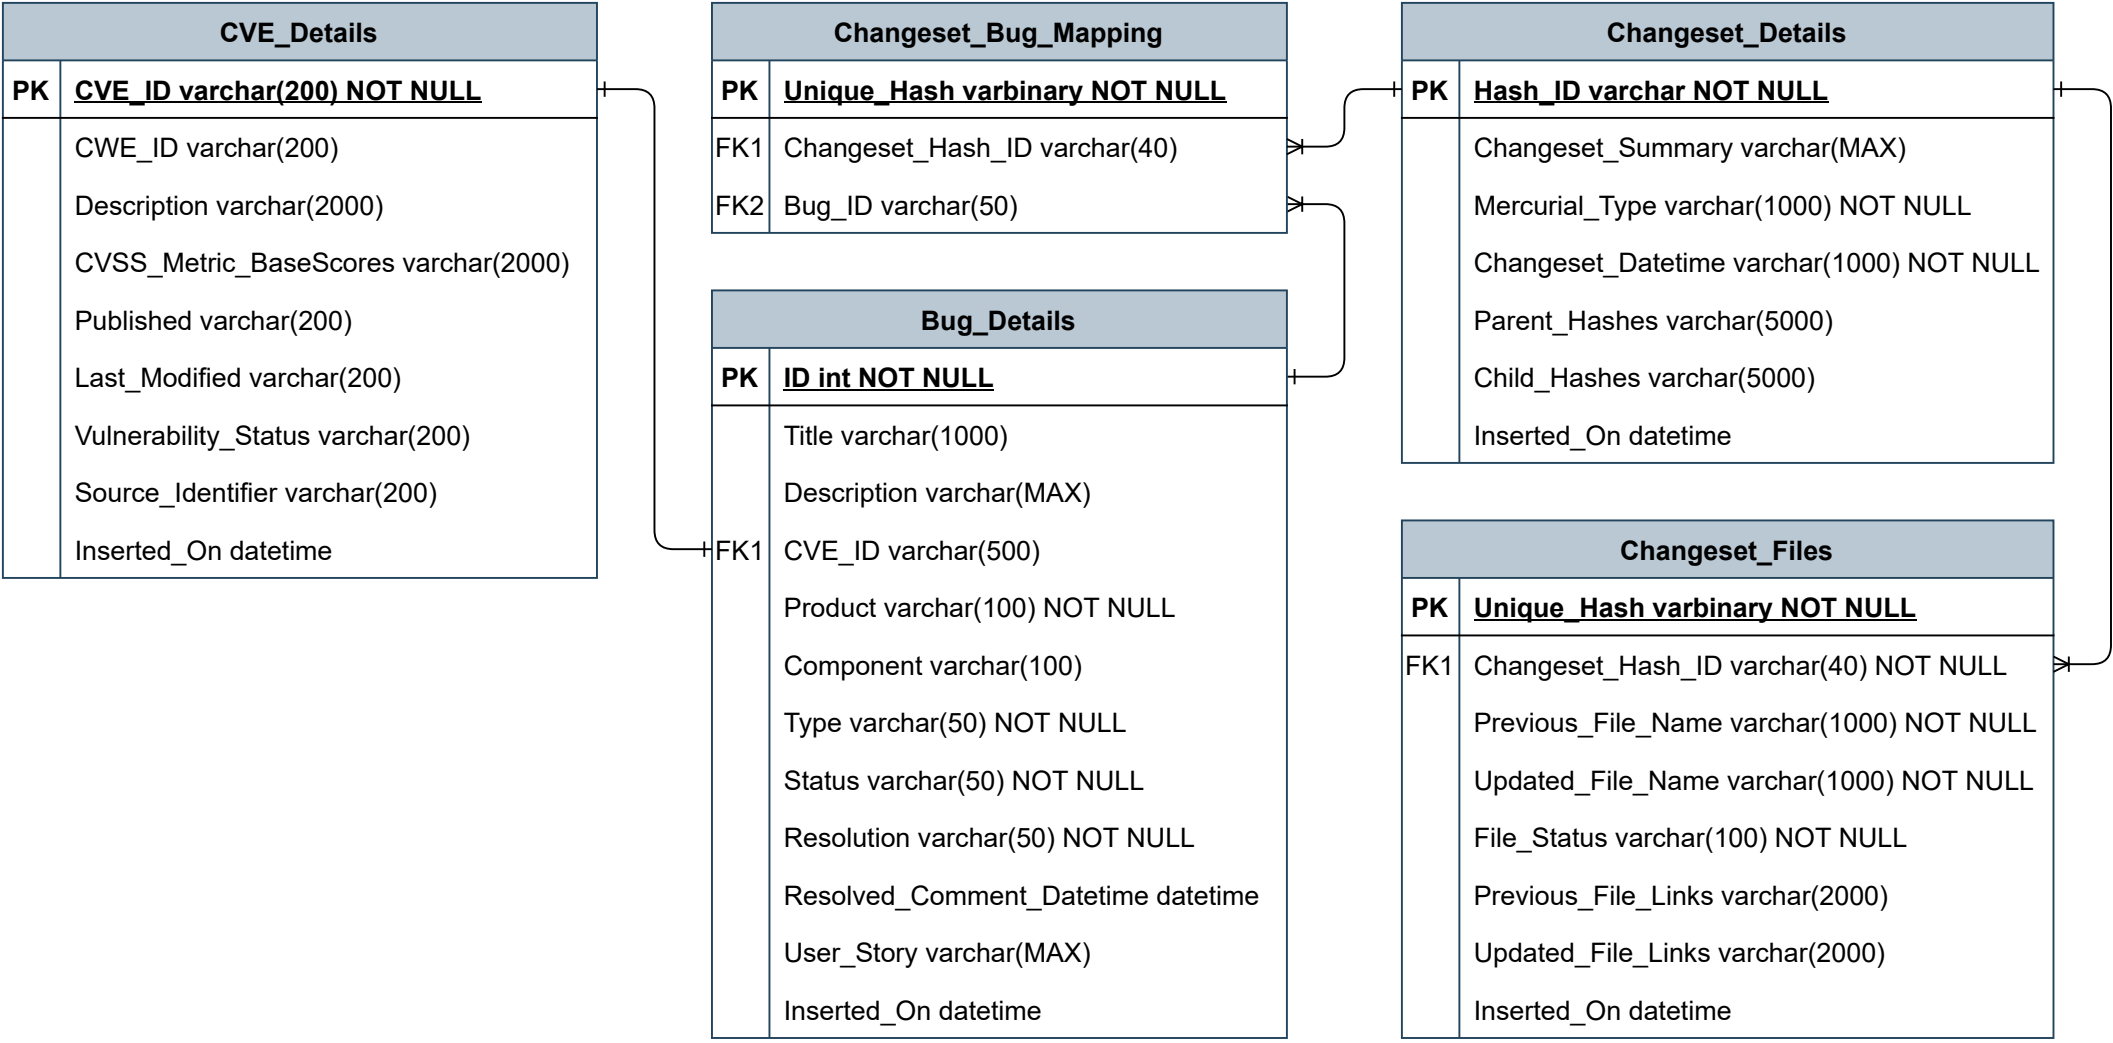 CVE_Details
PK CVE_ID varchar(200) NOT NULL
CWE_ID varchar(200)
Description varchar(2000)
CVSS_Metric_BaseScores varchar(2000)
Published varchar(200)
Last_Modified varchar(200)
Vulnerability_Status varchar(200)
Source_Identifier varchar(200)
Inserted_On datetime
Changeset_Bug_Mapping
PK Unique_Hash varbinary NOT NULL
FK1 Changeset_Hash_ID varchar(40)
FK2 Bug_ID varchar(50)
Bug_Details
PK ID int NOT NULL
Title varchar(1000)
Description varchar(MAX)
FK1 CVE_ID varchar(500)
Product varchar(100) NOT NULL
Component varchar(100)
Type varchar(50) NOT NULL
Status varchar(50) NOT NULL
Resolution varchar(50) NOT NULL
Resolved_Comment_Datetime datetime
User_Story varchar(MAX)
Inserted_On datetime
Changeset_Details
PK Hash_ID varchar NOT NULL
Changeset_Summary varchar(MAX)
Mercurial_Type varchar(1000) NOT NULL
Changeset_Datetime varchar(1000) NOT NULL
Parent_Hashes varchar(5000)
Child_Hashes varchar(5000)
Inserted_On datetime
Changeset_Files
PK Unique_Hash varbinary NOT NULL
FK1 Changeset_Hash_ID varchar(40) NOT NULL
Previous_File_Name varchar(1000) NOT NULL
Updated_File_Name varchar(1000) NOT NULL
File_Status varchar(100) NOT NULL
Previous_File_Links varchar(2000)
Updated_File_Links varchar(2000)
Inserted_On datetime